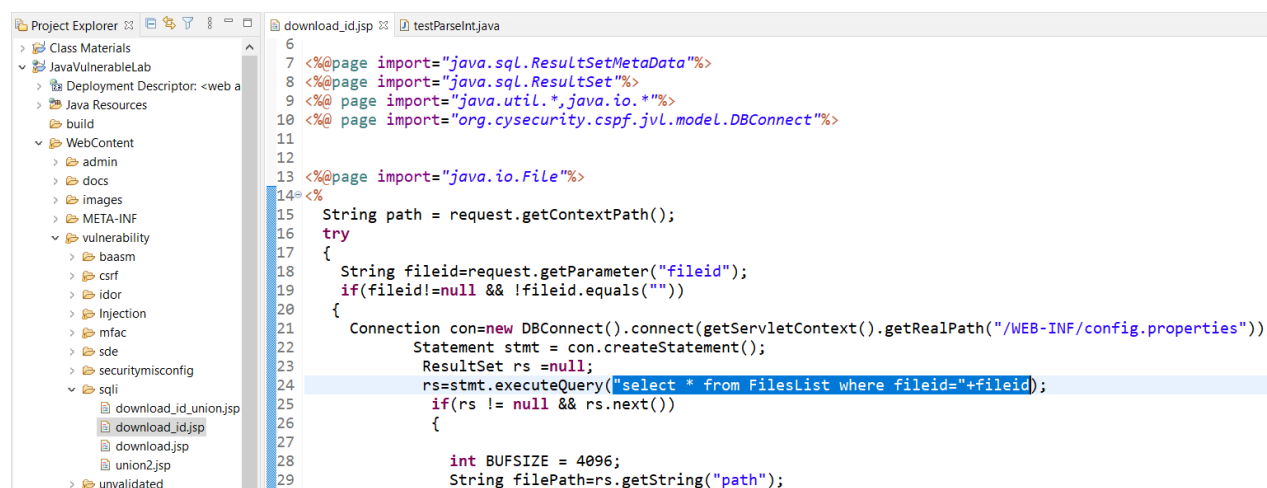 Project Explorer
Class Materials
JavaVulnerableLab
Deployment Descriptor: <web a
Java Resources
build
WebContent
admin
docs
images
META-INF
vulnerability
baasm
csrf
idor
Injection
mfac
sde
securitymisconfig
sqli
download_id_union.jsp
download_id.jsp
download.jsp
union2.jsp
unvalidated
download_id.jsp testParseInt.java
6
7 <%@page import="java.sql.ResultSetMetaData"%>
8 <%@page import="java.sql.ResultSet"%>
9 <%@ page import="java.util.*,java.io.*"%>
10 <%@ page import="org.cysecurity.cspf.jvl.model.DBConnect"%>
11
12
13 <%@page import="java.io.File"%>
14 <%
15 String path = request.getContextPath();
16 try
17 {
18 String fileid=request.getParameter("fileid");
19 if(fileid!=null && !fileid.equals(""))
20 {
21 Connection con=new DBConnect().connect(getServletContext().getRealPath("/WEB-INF/config.properties"))
22 Statement stmt = con.createStatement();
23 ResultSet rs =null;
24 rs=stmt.executeQuery("select * from FilesList where fileid="+fileid);
25 if(rs != null && rs.next())
26 {
27
28 int BUFSIZE = 4096;
29 String filePath=rs.getString("path");